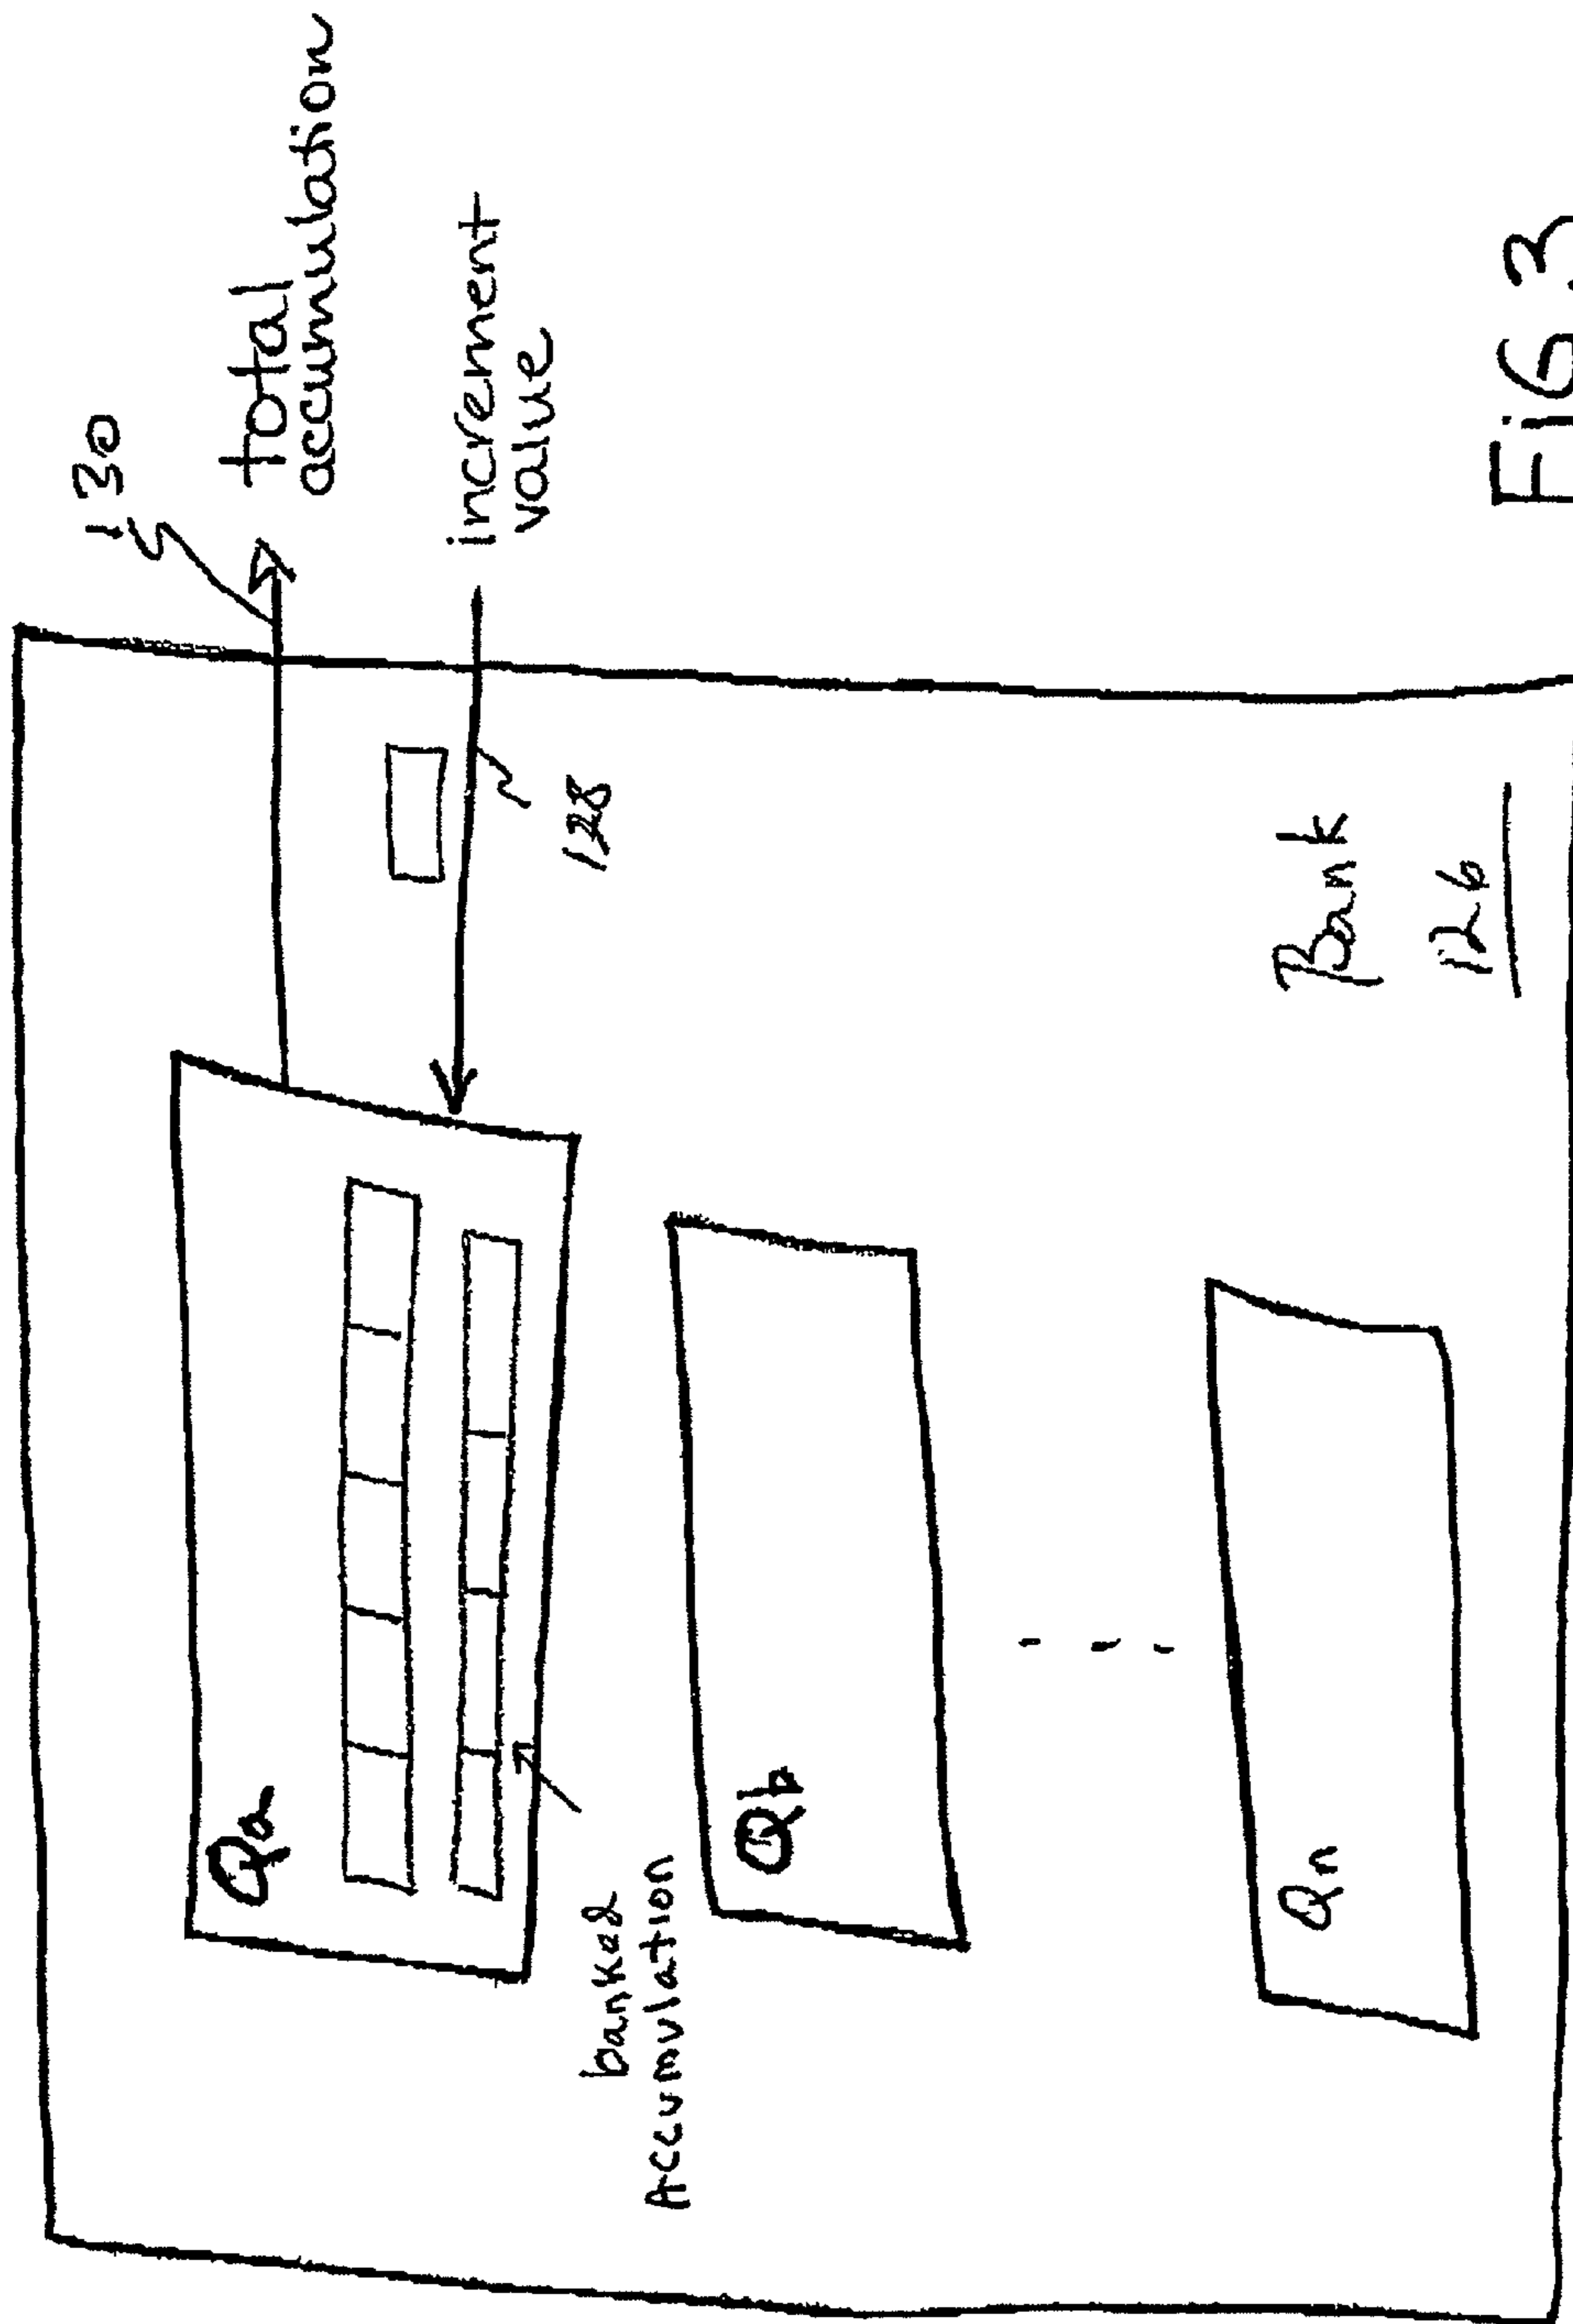 130
total
accumulation
increment
value
128
Qa
banked
Accumulation
Qb
Qn
Bank
126
FiG.3